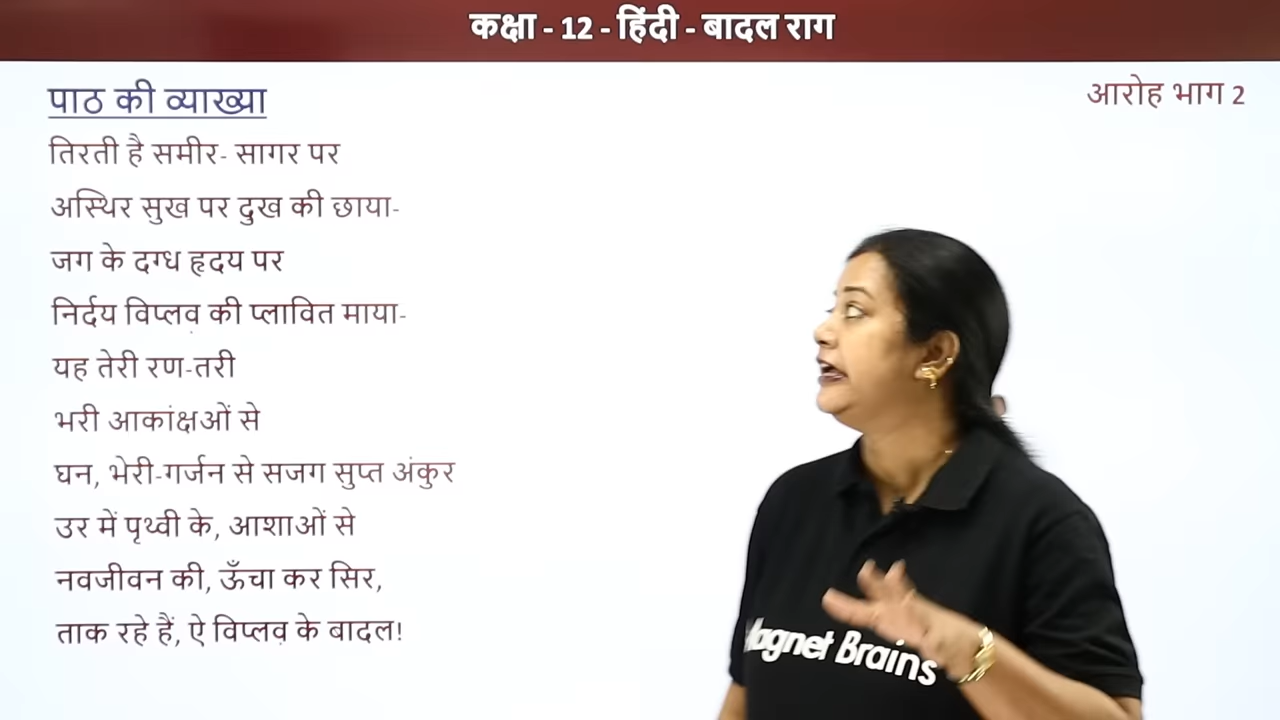 कक्षा - 12 - हिंदी - बादल राग
पाठ की व्याख्या
आरोह भाग 2
तिरती है समीर- सागर पर
अस्थिर सुख पर दुख की छाया-
जग के दग्ध हृदय पर
निर्दय विप्लव की प्लावित माया-
यह तेरी रण-तरी
भरी आकांक्षओं से
घन, भेरी-गर्जन से सजग सुप्त अंकुर
उर में पृथ्वी के, आशाओं से
नवजीवन की, ऊँचा कर सिर,
ताक रहे हैं, ऐ विप्लव के बादल!
Magnet Brains